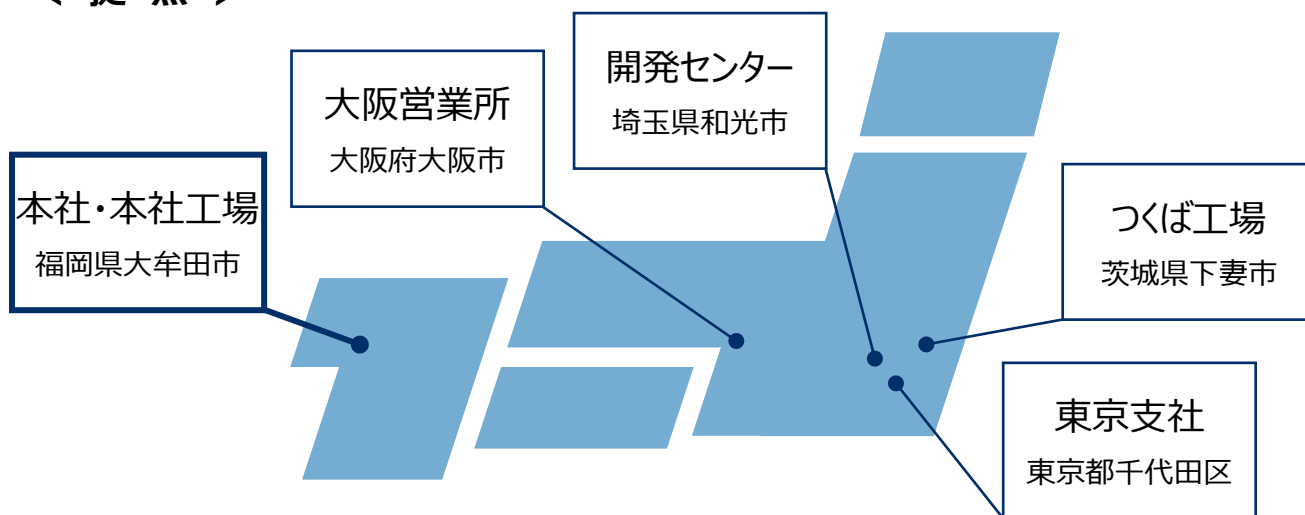 開発センター
埼玉県和光市
大阪営業所
大阪府大阪市
本社・本社工場
福岡県大牟田市
つくば工場
茨城県下妻市
東京支社
東京都千代田区